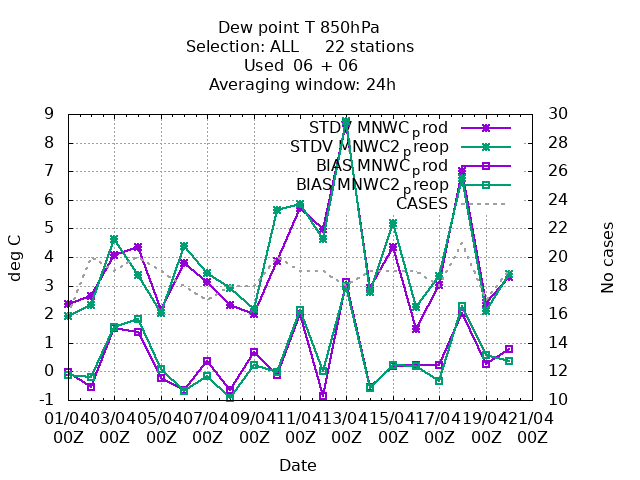 Dew point T 850hPa
Selection: ALL 22 stations
Used 06 + 06
Averaging window: 24h
9 30
STDV MNWCprod
8 28
STDV MNWC2preop
7 26
BIAS MNWCprod
BIAS MNWC2preop
6 24
CASES
5 22
deg C
No cases
4 20
3 18
2 16
1 14
0 12
-1 10
01/04 03/04 05/04 07/04 09/04 11/04 13/04 15/04 17/04 19/04 21/04
00Z 00Z 00Z 00Z 00Z 00Z 00Z 00Z 00Z 00Z 00Z
Date